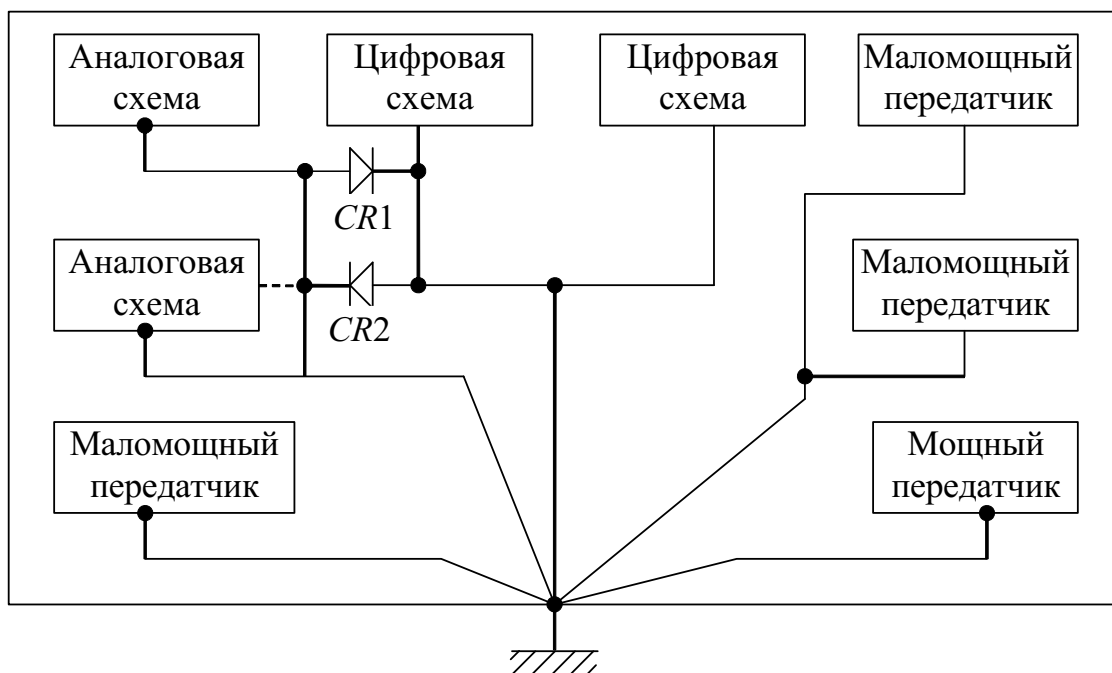 Аналоговая
схема
Цифровая
схема
Цифровая
схема
Маломощный
передатчик
CR1
Аналоговая
схема
CR2
Маломощный
передатчик
Маломощный
передатчик
Мощный
передатчик